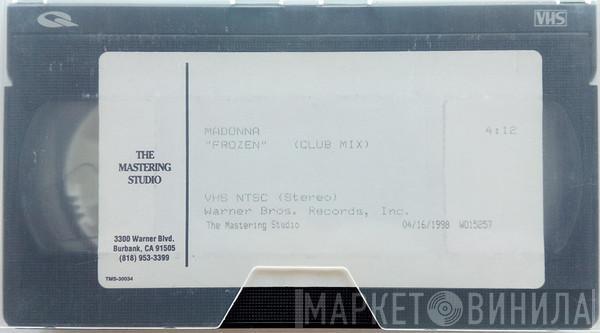 VHS
MADONNA 4:12
"FROZEN" (CLUB MIX)
THE
MASTERING
STUDIO
VHS NTSC (Stereo)
Warner Bros. Records, Inc.
The Mastering Studio 04/16/1998 WO15257
3300 Warner Blvd.
Burbank, CA 91505
(818) 953-3399
TMS-30034
МАРКЕТ ВИНИЛА